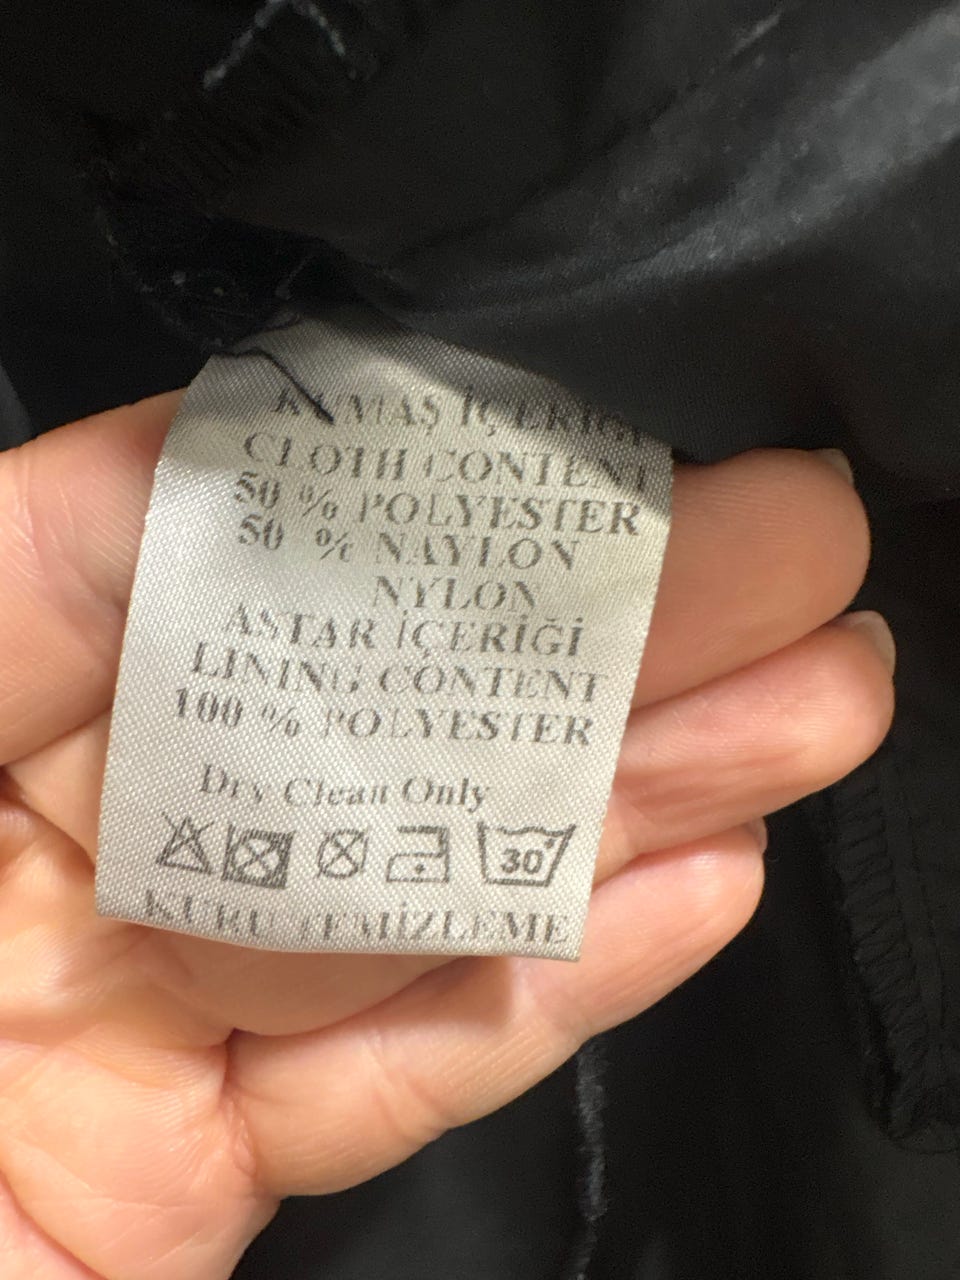 KUMAŞ İÇERİĞİ
CLOTH CONTENT
50 % POLYESTER
50 % NAYLON
NYLON
ASTAR İÇERİĞİ
LINING CONTENT
100 % POLYESTER
Dry Clean Only
30°
KURU TEMİZLEME